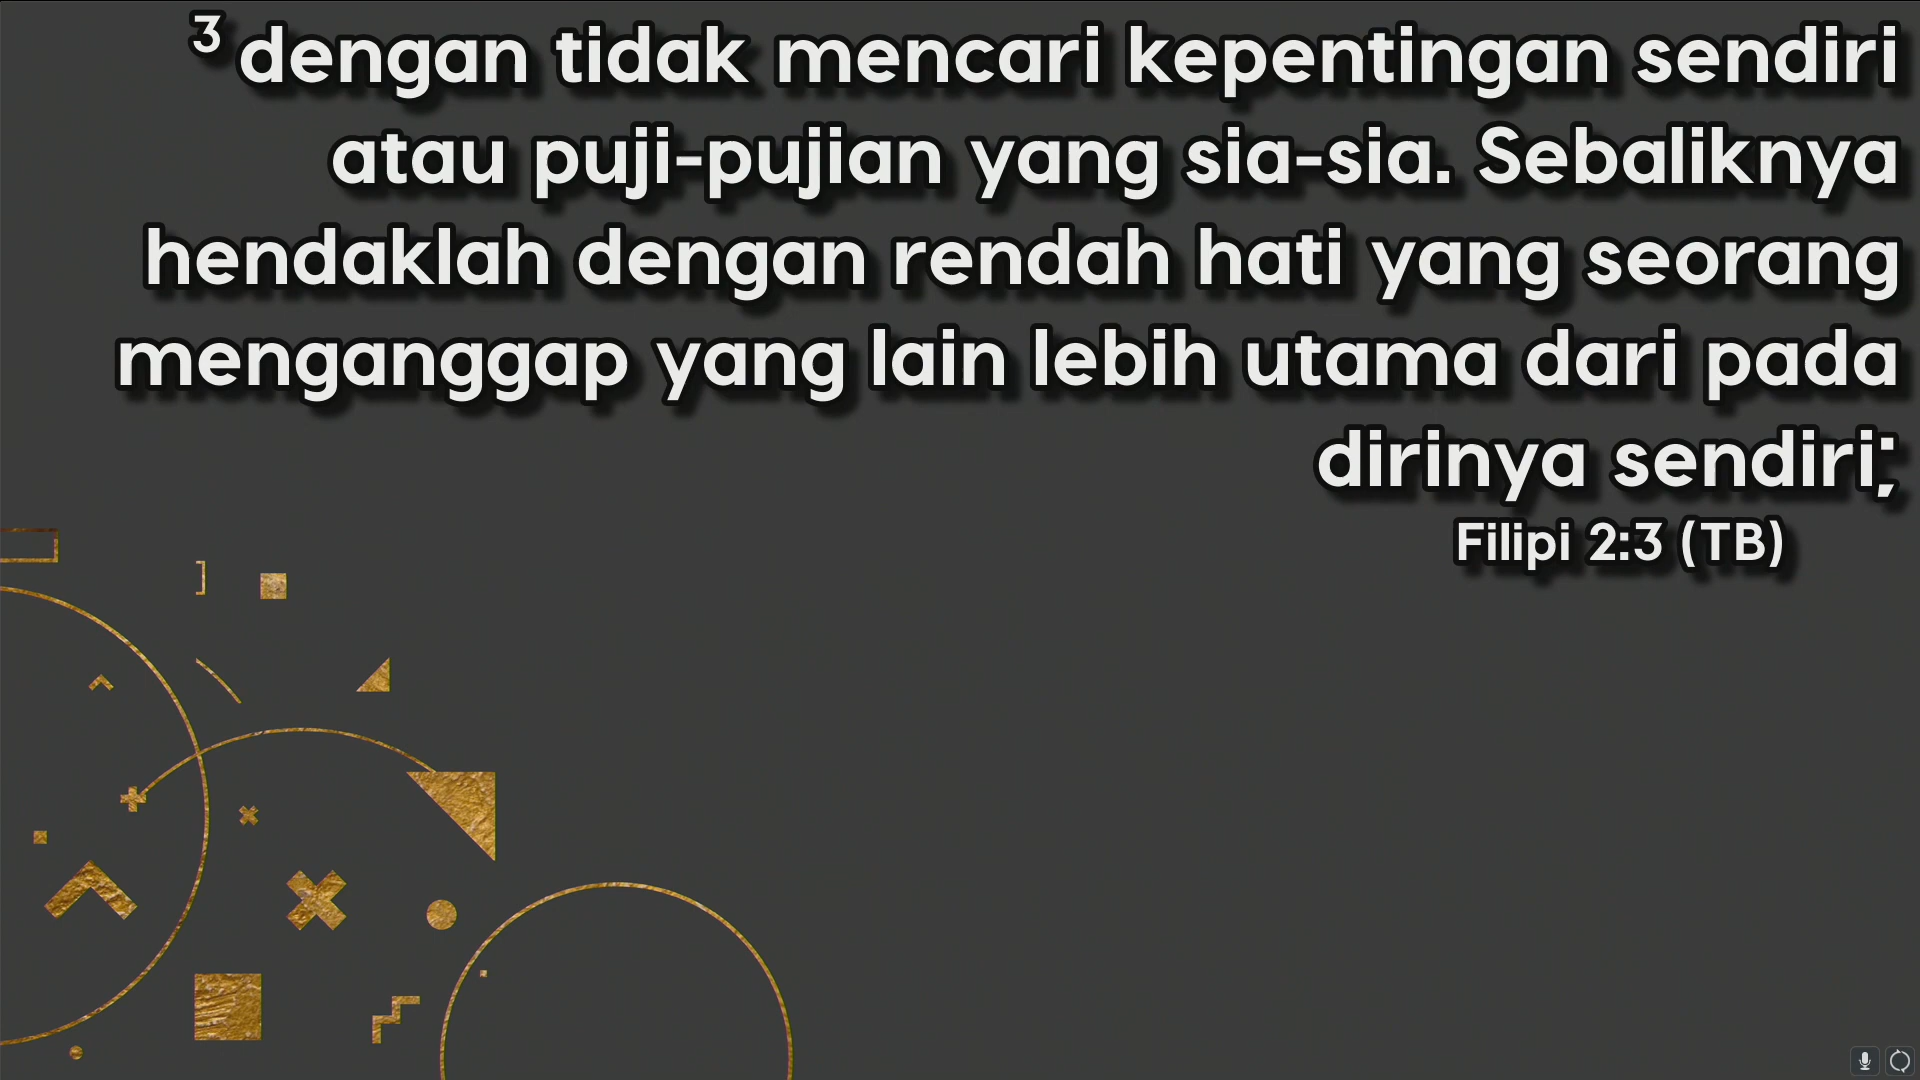 3 dengan tidak mencari kepentingan sendiri
atau puji-pujian yang sia-sia. Sebaliknya
hendaklah dengan rendah hati yang seorang
menganggap yang lain lebih utama dari pada
dirinya sendiri;
Filipi 2:3 (TB)